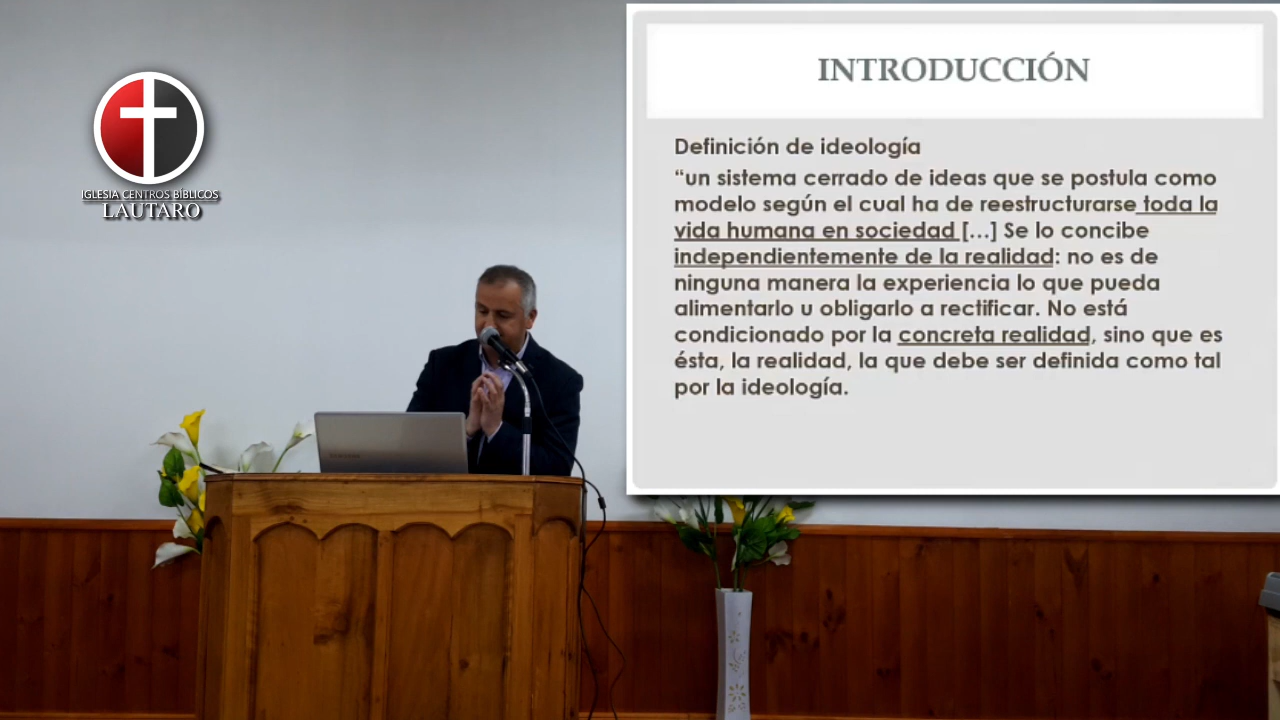 IGLESIA CENTROS BÍBLICOS
LAUTARO
INTRODUCCIÓN
Definición de ideología
“un sistema cerrado de ideas que se postula como
modelo según el cual ha de reestructurarse toda la
vida humana en sociedad […] Se lo concibe
independientemente de la realidad: no es de
ninguna manera la experiencia lo que pueda
alimentarlo u obligarlo a rectificar. No está
condicionado por la concreta realidad, sino que es
ésta, la realidad, la que debe ser definida como tal
por la ideología.